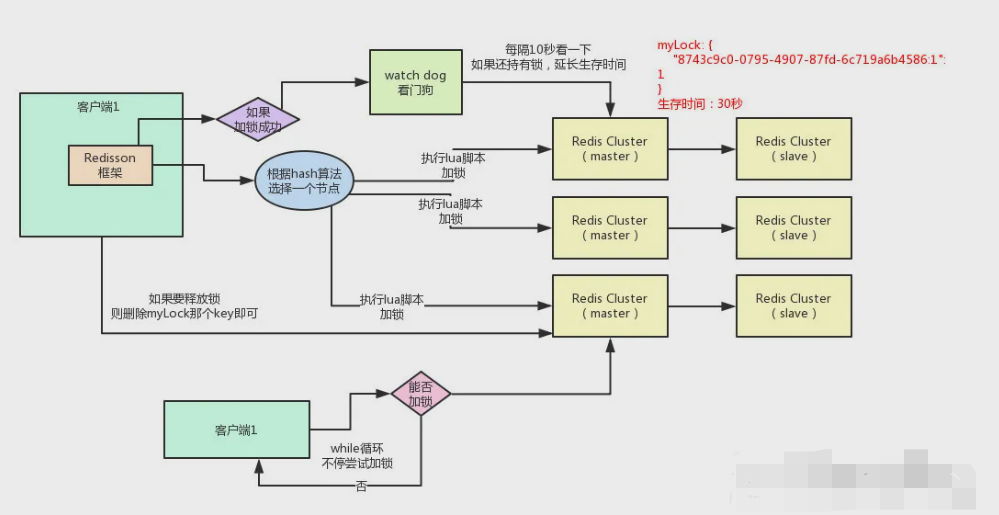 每隔10秒看一下
如果还持有锁，延长生存时间
myLock: {
"8743c9c0-0795-4907-87fd-6c719a6b4586:1":
1
}
生存时间：30秒
watch dog
看门狗
客户端1
如果
加锁成功
Redisson
框架
根据hash算法
选择一个节点
执行lua脚本
加锁
Redis Cluster
（ master ）
Redis Cluster
（ slave ）
执行lua脚本
加锁
Redis Cluster
（ master ）
Redis Cluster
（ slave ）
如果要释放锁
则删除myLock那个key即可
执行lua脚本
加锁
Redis Cluster
（ master ）
Redis Cluster
（ slave ）
能否
加锁
客户端1
while循环
不停尝试加锁
否